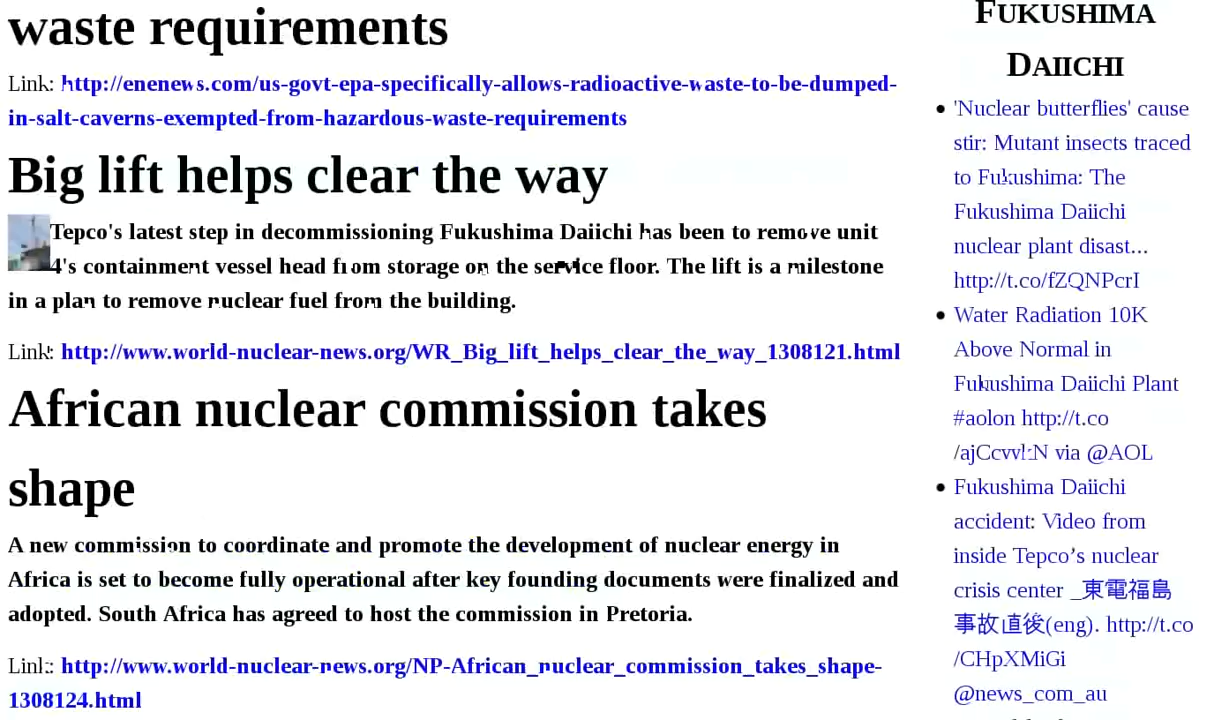 waste requirements
Link: http://enenews.com/us-govt-epa-specifically-allows-radioactive-waste-to-be-dumped-
in-salt-caverns-exempted-from-hazardous-waste-requirements
Big lift helps clear the way
Tepco's latest step in decommissioning Fukushima Daiichi has been to remove unit
4's containment vessel head from storage on the service floor. The lift is a milestone
in a plan to remove nuclear fuel from the building.
Link: http://www.world-nuclear-news.org/WR_Big_lift_helps_clear_the_way_1308121.html
African nuclear commission takes
shape
A new commission to coordinate and promote the development of nuclear energy in
Africa is set to become fully operational after key founding documents were finalized and
adopted. South Africa has agreed to host the commission in Pretoria.
Link: http://www.world-nuclear-news.org/NP-African_nuclear_commission_takes_shape-
1308124.html
FUKUSHIMA
DAIICHI
'Nuclear butterflies' cause
stir: Mutant insects traced
to Fukushima: The
Fukushima Daiichi
nuclear plant disast...
http://t.co/fZQNPcrI
Water Radiation 10K
Above Normal in
Fukushima Daiichi Plant
#aolon http://t.co
via @AOL
Fukushima Daiichi
accident: Video from
inside Tepco’s nuclear
crisis center _東電福島
事故直後(eng). http://t.co
/CHpXMiGi
@news_com_au